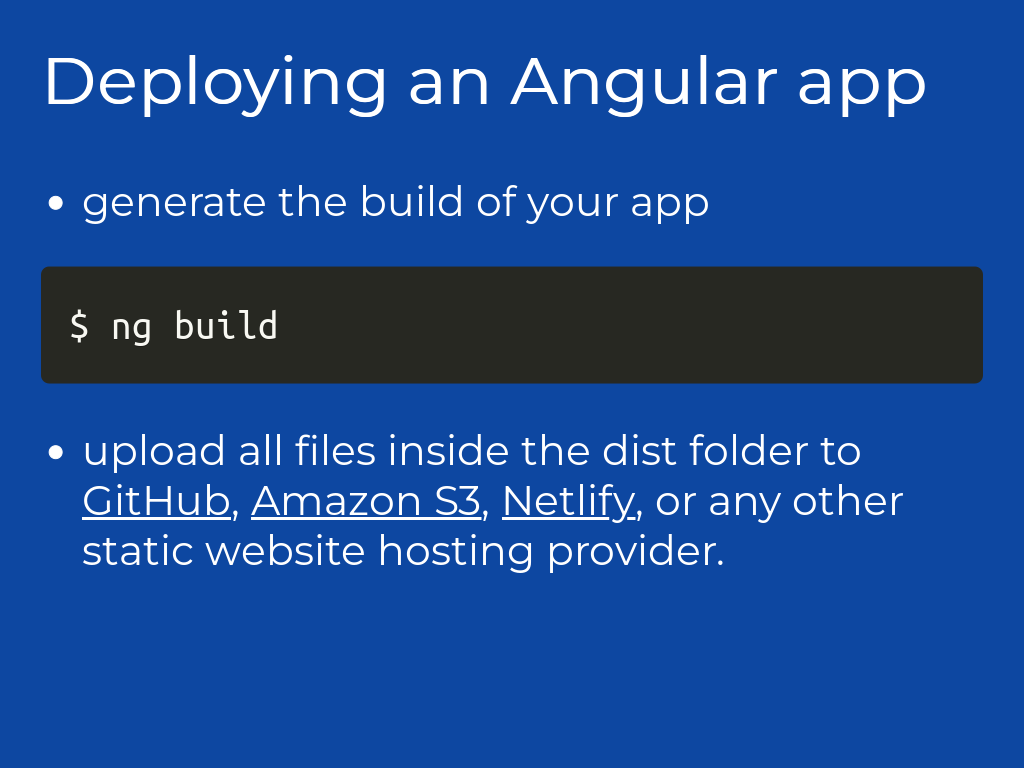 Deploying an Angular app
• generate the build of your app
$ ng build
• upload all files inside the dist folder to
GitHub, Amazon S3, Netlify, or any other
static website hosting provider.